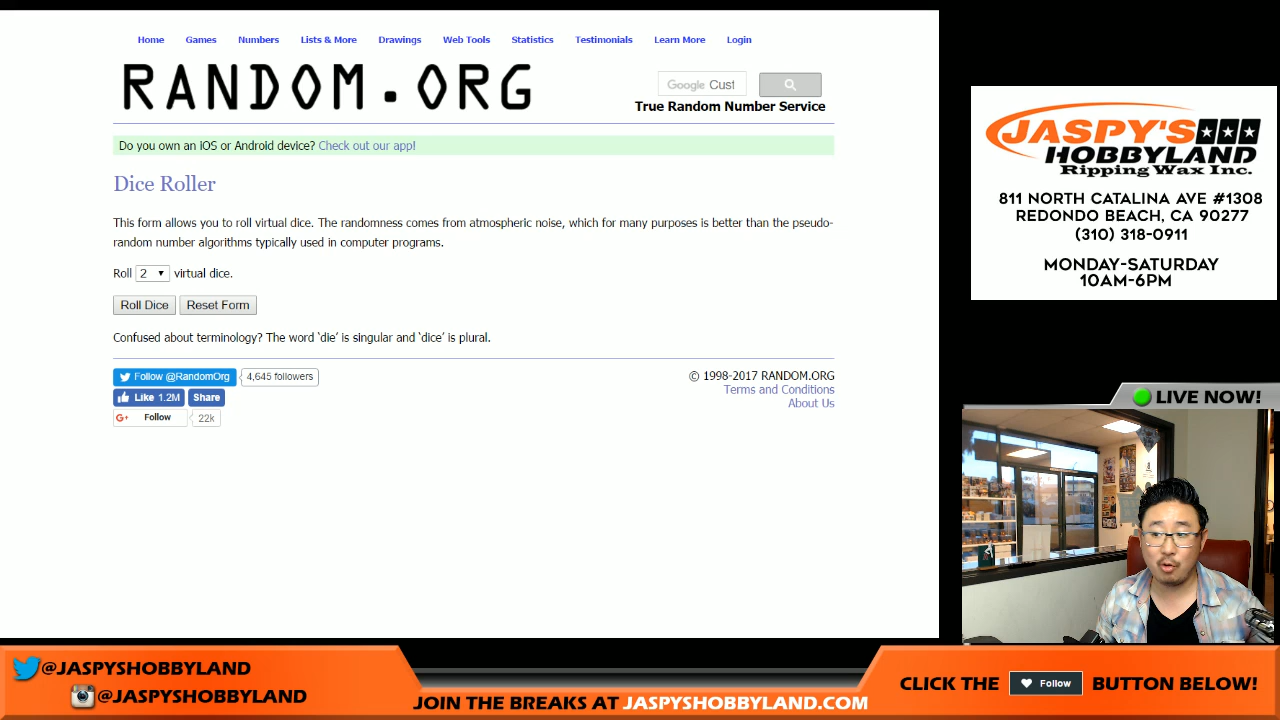 Home Games Numbers Lists & More Drawings Web Tools Statistics Testimonials Learn More Login
RANDOM.ORG
Google Cust
True Random Number Service
Do you own an iOS or Android device? Check out our app!
Dice Roller
This form allows you to roll virtual dice. The randomness comes from atmospheric noise, which for many purposes is better than the pseudo-
random number algorithms typically used in computer programs.
Roll 2 virtual dice.
Roll Dice Reset Form
Confused about terminology? The word 'die' is singular and 'dice' is plural.
Follow @RandomOrg 4,645 followers
Like 1.2M Share
G+ Follow 22k
© 1998-2017 RANDOM.ORG
Terms and Conditions
About Us
JASPY'S
HOBBYLAND
Ripping Wax Inc.
811 NORTH CATALINA AVE #1308
REDONDO BEACH, CA 90277
(310) 318-0911
MONDAY-SATURDAY
10AM-6PM
LIVE NOW!
@JASPYSHOBBYLAND
@JASPYSHOBBYLAND
JOIN THE BREAKS AT JASPYSHOBBYLAND.COM
CLICK THE Follow BUTTON BELOW!